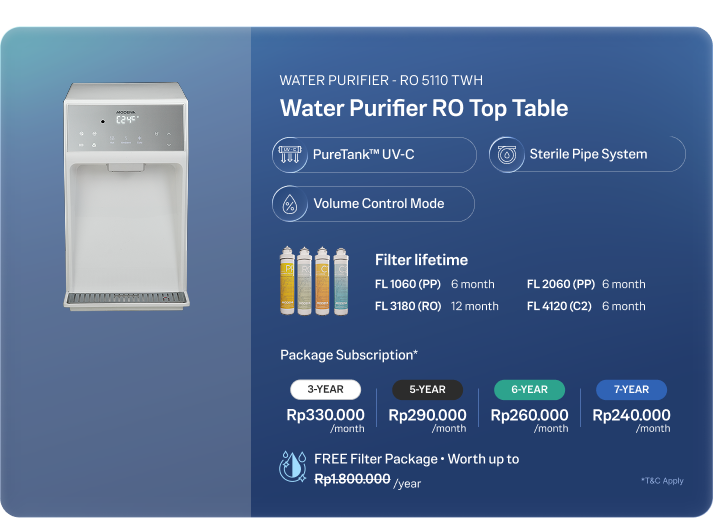 WATER PURIFIER - RO 5110 TWH
Water Purifier RO Top Table
MODENA
PureTank™ UV-C
Sterile Pipe System
Volume Control Mode
Filter lifetime
FL 1060 (PP) 6 month
FL 2060 (PP) 6 month
FL 3180 (RO) 12 month
FL 4120 (C2) 6 month
Package Subscription*
3-YEAR
5-YEAR
6-YEAR
7-YEAR
Rp330.000 /month
Rp290.000 /month
Rp260.000 /month
Rp240.000 /month
FREE Filter Package • Worth up to
Rp1.800.000 /year
*T&C Apply